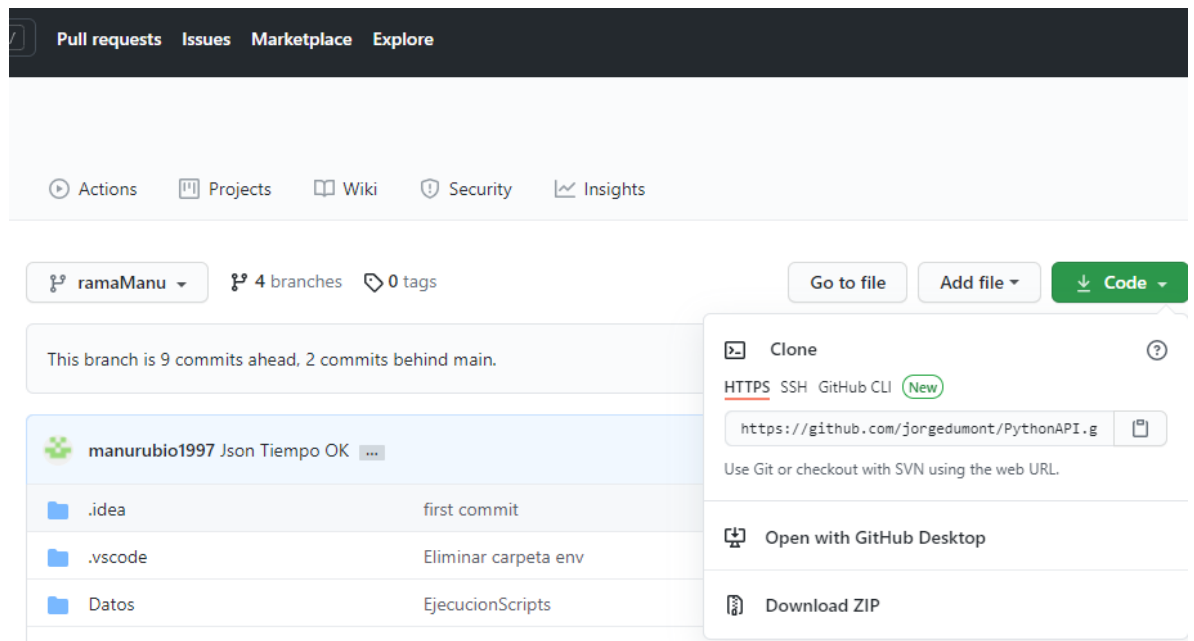 /
Pull requests Issues Marketplace Explore
Actions Projects Wiki Security Insights
ramaManu 4 branches 0 tags Go to file Add file Code
This branch is 9 commits ahead, 2 commits behind main.
Clone
HTTPS SSH GitHub CLI New
https://github.com/jorgedumont/PythonAPI.g
Use Git or checkout with SVN using the web URL.
Open with GitHub Desktop
Download ZIP
manurubio1997 Json Tiempo OK ...
.idea first commit
.vscode Eliminar carpeta env
Datos EjecucionScripts